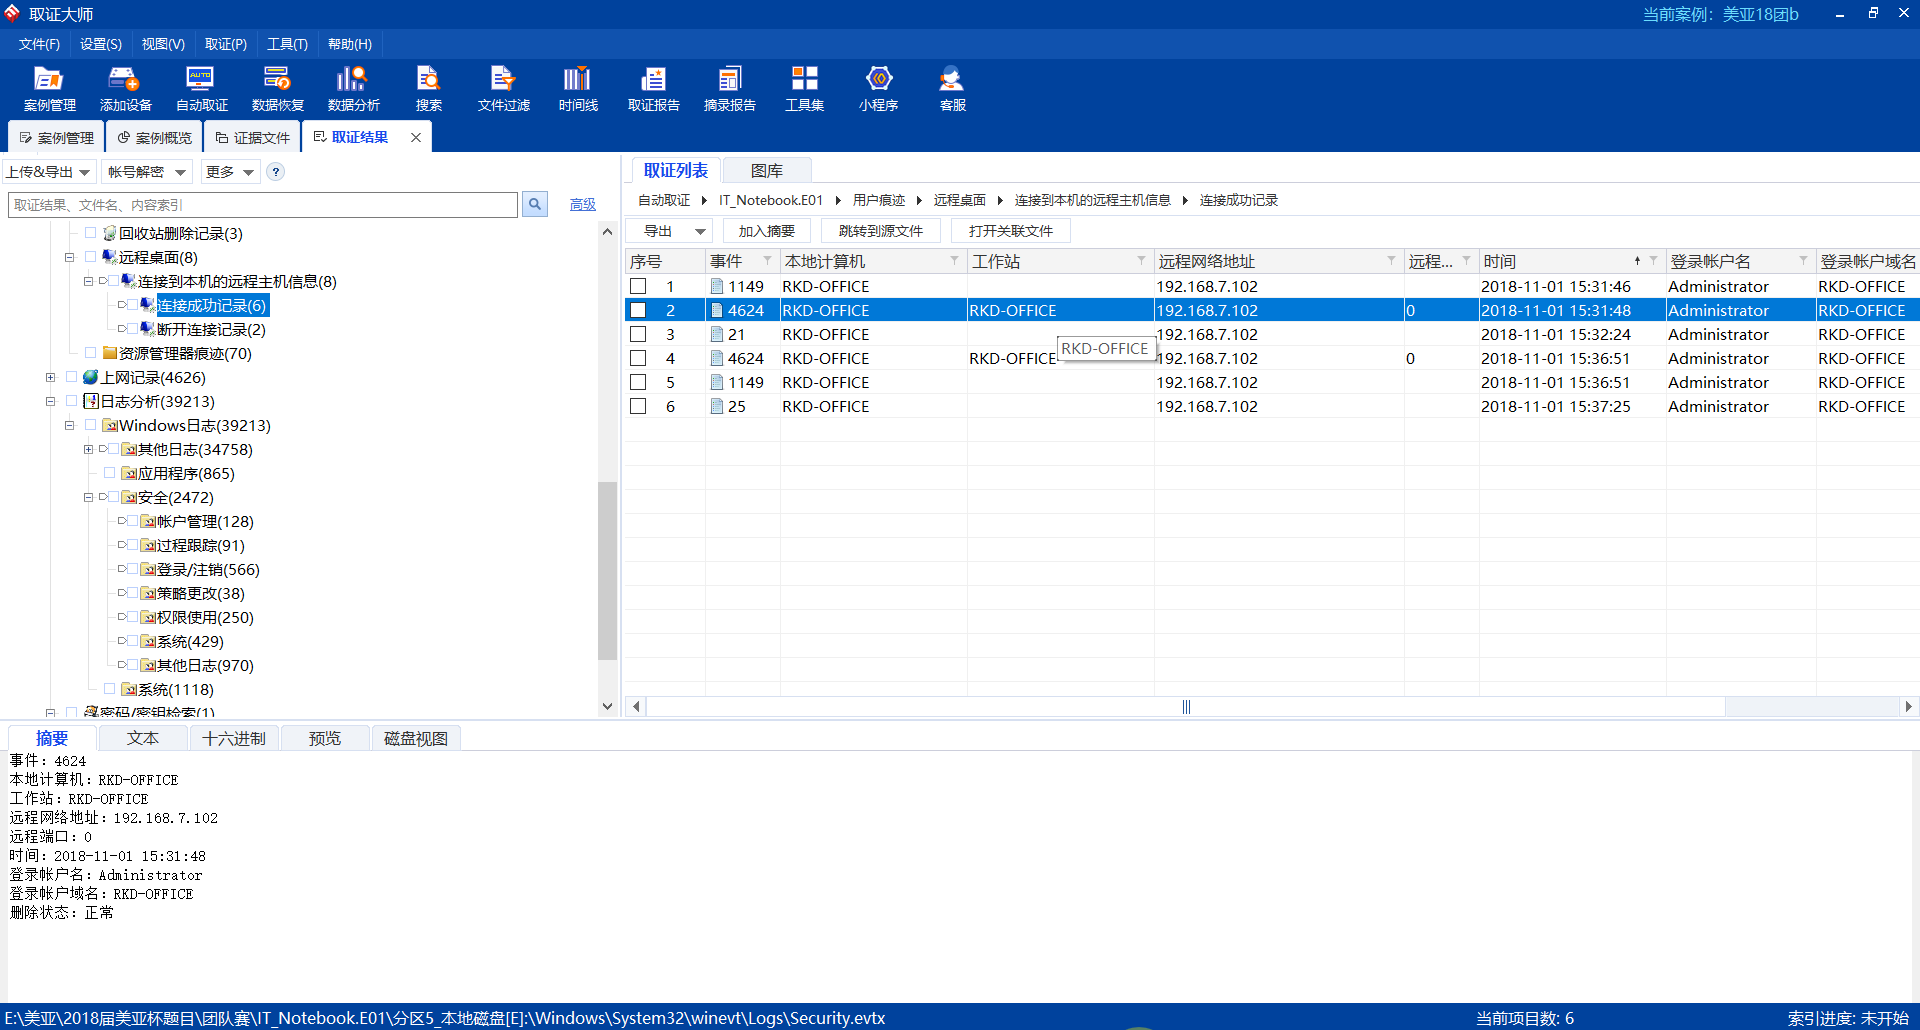 取证大师
当前案例：美亚18团b
文件(F) 设置(S) 视图(V) 取证(P) 工具(T) 帮助(H)
案例管理 添加设备 自动取证 数据恢复 数据分析 搜索 文件过滤 时间线 取证报告 摘录报告 工具集 小程序 客服
案例管理 案例概览 证据文件 取证结果
上传&导出 帐号解密 更多 ?
取证结果、文件名、内容索引 高级
回收站删除记录(3)
远程桌面(8)
连接到本机的远程主机信息(8)
连接成功记录(6)
断开连接记录(2)
资源管理器痕迹(70)
上网记录(4626)
日志分析(39213)
Windows日志(39213)
其他日志(34758)
应用程序(865)
安全(2472)
帐户管理(128)
过程跟踪(91)
登录/注销(566)
策略更改(38)
权限使用(250)
系统(429)
其他日志(970)
系统(1118)
密码/密钥检索(1)
取证列表 图库
自动取证 IT_Notebook.E01 用户痕迹 远程桌面 连接到本机的远程主机信息 连接成功记录
导出 加入摘要 跳转到源文件 打开关联文件
序号 事件 本地计算机 工作站 远程网络地址 远程... 时间 登录帐户名 登录帐户域名
1 1149 RKD-OFFICE 192.168.7.102 2018-11-01 15:31:46 Administrator RKD-OFFICE
2 4624 RKD-OFFICE RKD-OFFICE 192.168.7.102 0 2018-11-01 15:31:48 Administrator RKD-OFFICE
3 21 RKD-OFFICE 192.168.7.102 2018-11-01 15:32:24 Administrator RKD-OFFICE
RKD-OFFICE
4 4624 RKD-OFFICE RKD-OFFICE 192.168.7.102 0 2018-11-01 15:36:51 Administrator RKD-OFFICE
5 1149 RKD-OFFICE 192.168.7.102 2018-11-01 15:36:51 Administrator RKD-OFFICE
6 25 RKD-OFFICE 192.168.7.102 2018-11-01 15:37:25 Administrator RKD-OFFICE
摘要 文本 十六进制 预览 磁盘视图
事件：4624
本地计算机：RKD-OFFICE
工作站：RKD-OFFICE
远程网络地址：192.168.7.102
远程端口：0
时间：2018-11-01 15:31:48
登录帐户名：Administrator
登录帐户域名：RKD-OFFICE
删除状态：正常
E:\美亚\2018届美亚杯题目\团队赛\IT_Notebook.E01\分区5_本地磁盘[E]:\Windows\System32\winevt\Logs\Security.evtx
当前项目数: 6
索引进度: 未开始